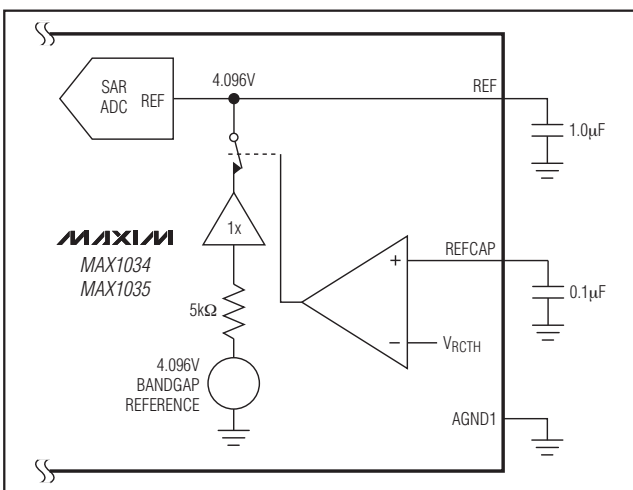 4.096V
REF
SAR
ADC
REF
1.0µF
1x
MAXIM
MAX1034
MAX1035
REFCAP
+
0.1µF
5kΩ
−
VRCTH
4.096V
BANDGAP
REFERENCE
AGND1